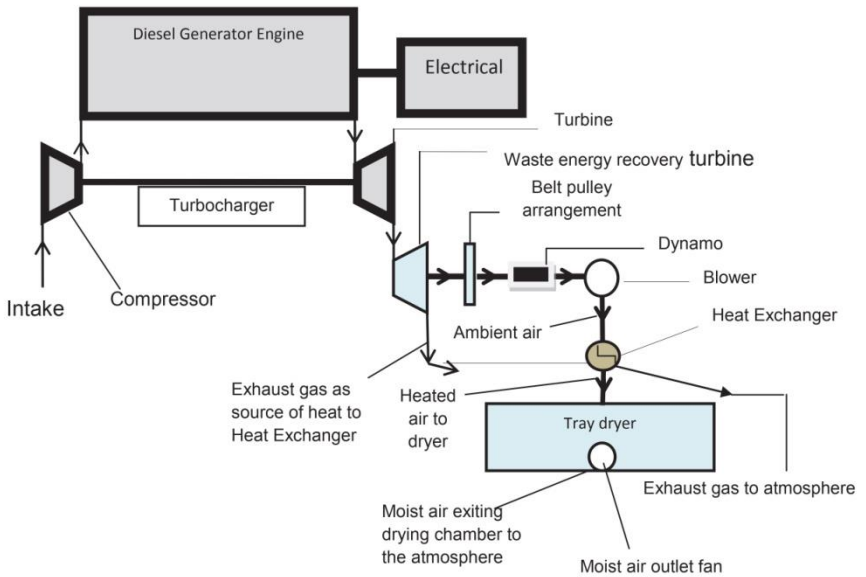 Diesel Generator Engine
Electrical
Turbine
Waste energy recovery turbine
Belt pulley
arrangement
Turbocharger
Dynamo
Blower
Intake
Compressor
Ambient air
Heat Exchanger
Exhaust gas as
source of heat to
Heat Exchanger
Heated
air to
dryer
Tray dryer
Exhaust gas to atmosphere
Moist air exiting
drying chamber to
the atmosphere
Moist air outlet fan